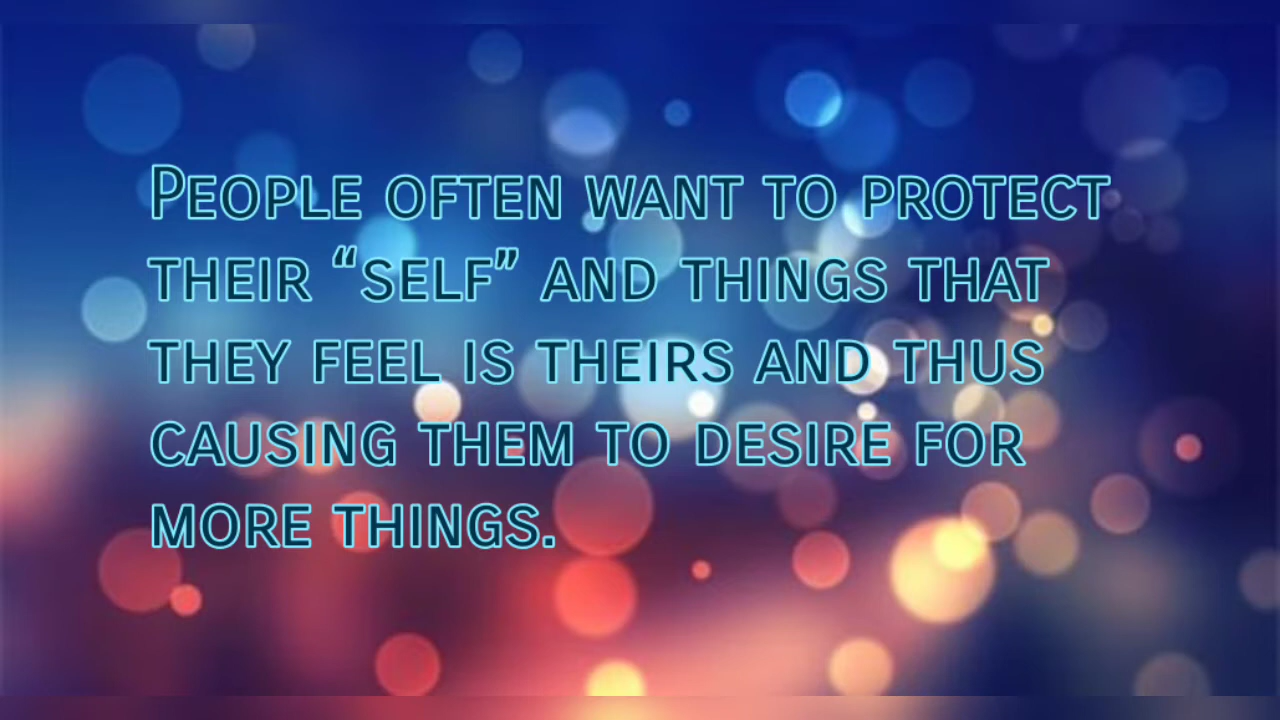 People often want to protect
their “self” and things that
they feel is theirs and thus
causing them to desire for
more things.